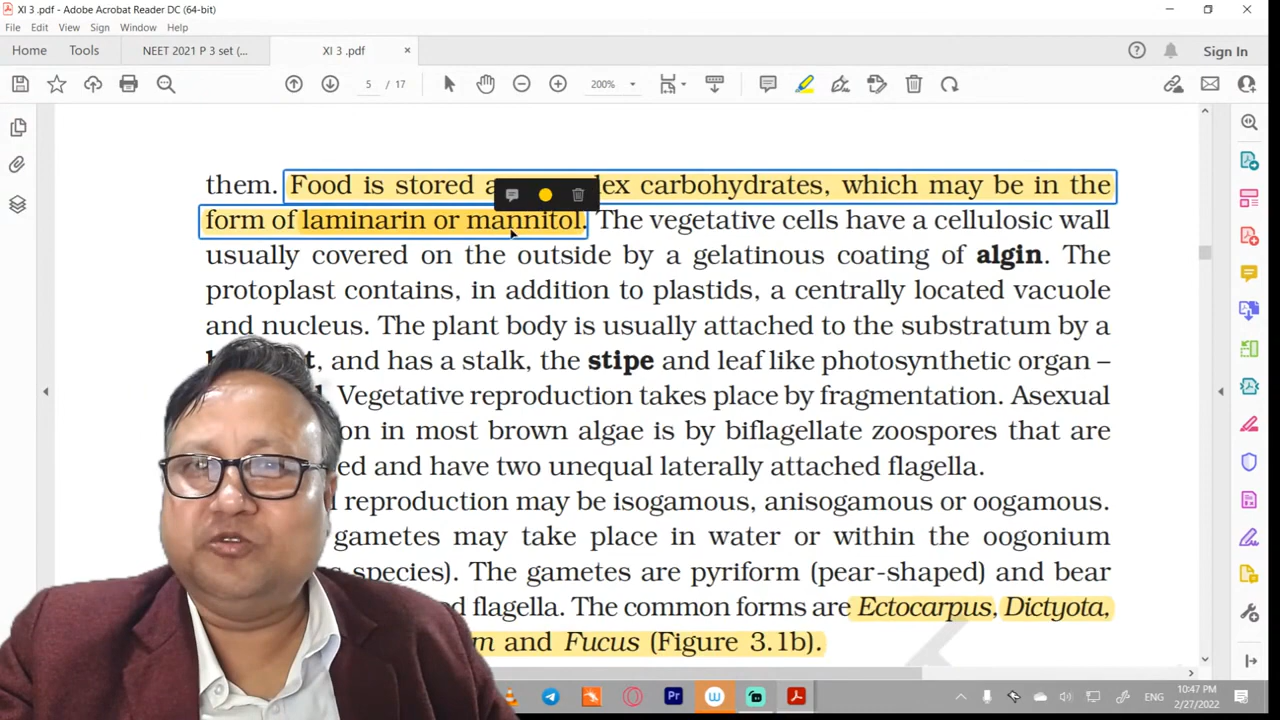 XI 3 .pdf - Adobe Acrobat Reader DC (64-bit)
File Edit View Sign Window Help
Home Tools NEET 2021 P 3 set (... XI 3 .pdf × Sign In
5 / 17 200%
them. Food is stored a lex carbohydrates, which may be in the
form of laminarin or mannitol. The vegetative cells have a cellulosic wall
usually covered on the outside by a gelatinous coating of algin. The
protoplast contains, in addition to plastids, a centrally located vacuole
and nucleus. The plant body is usually attached to the substratum by a
, and has a stalk, the stipe and leaf like photosynthetic organ –
. Vegetative reproduction takes place by fragmentation. Asexual
on in most brown algae is by biflagellate zoospores that are
ed and have two unequal laterally attached flagella.
reproduction may be isogamous, anisogamous or oogamous.
gametes may take place in water or within the oogonium
species). The gametes are pyriform (pear-shaped) and bear
d flagella. The common forms are Ectocarpus, Dictyota,
m and Fucus (Figure 3.1b).
ENG 10:47 PM
2/27/2022